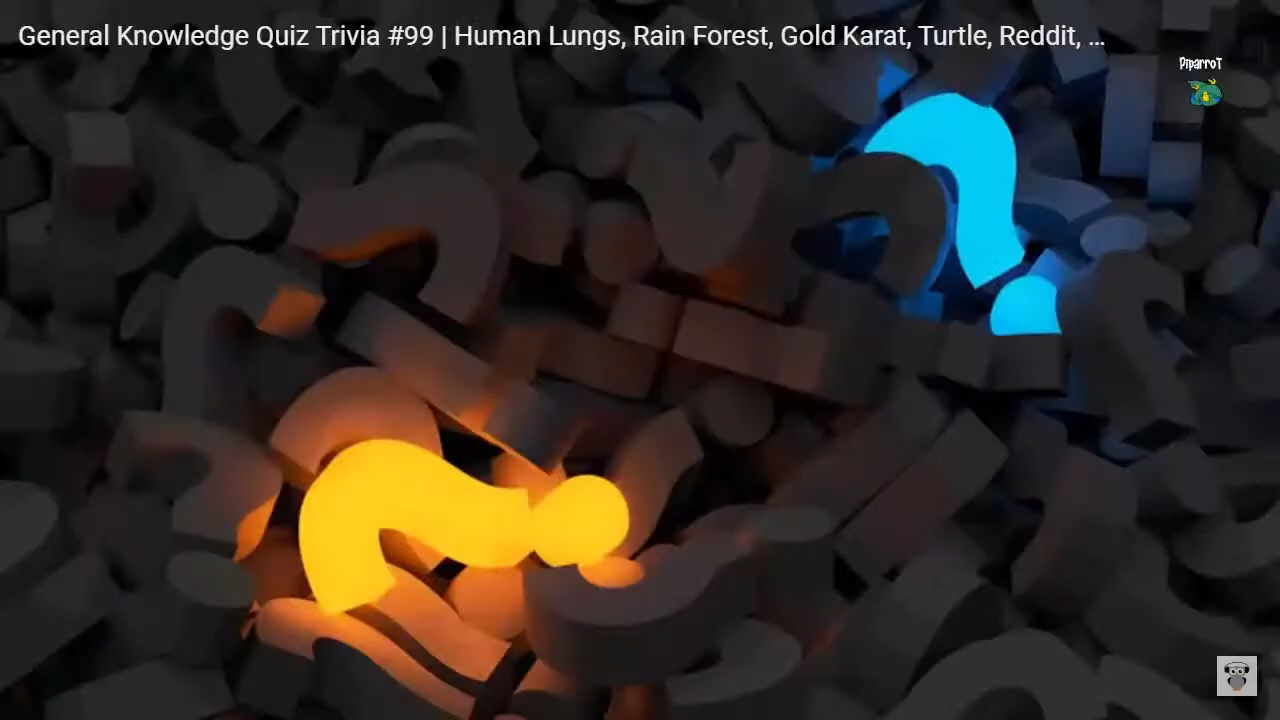 General Knowledge Quiz Trivia #99 | Human Lungs, Rain Forest, Gold Karat, Turtle, Reddit, …
PiparroT